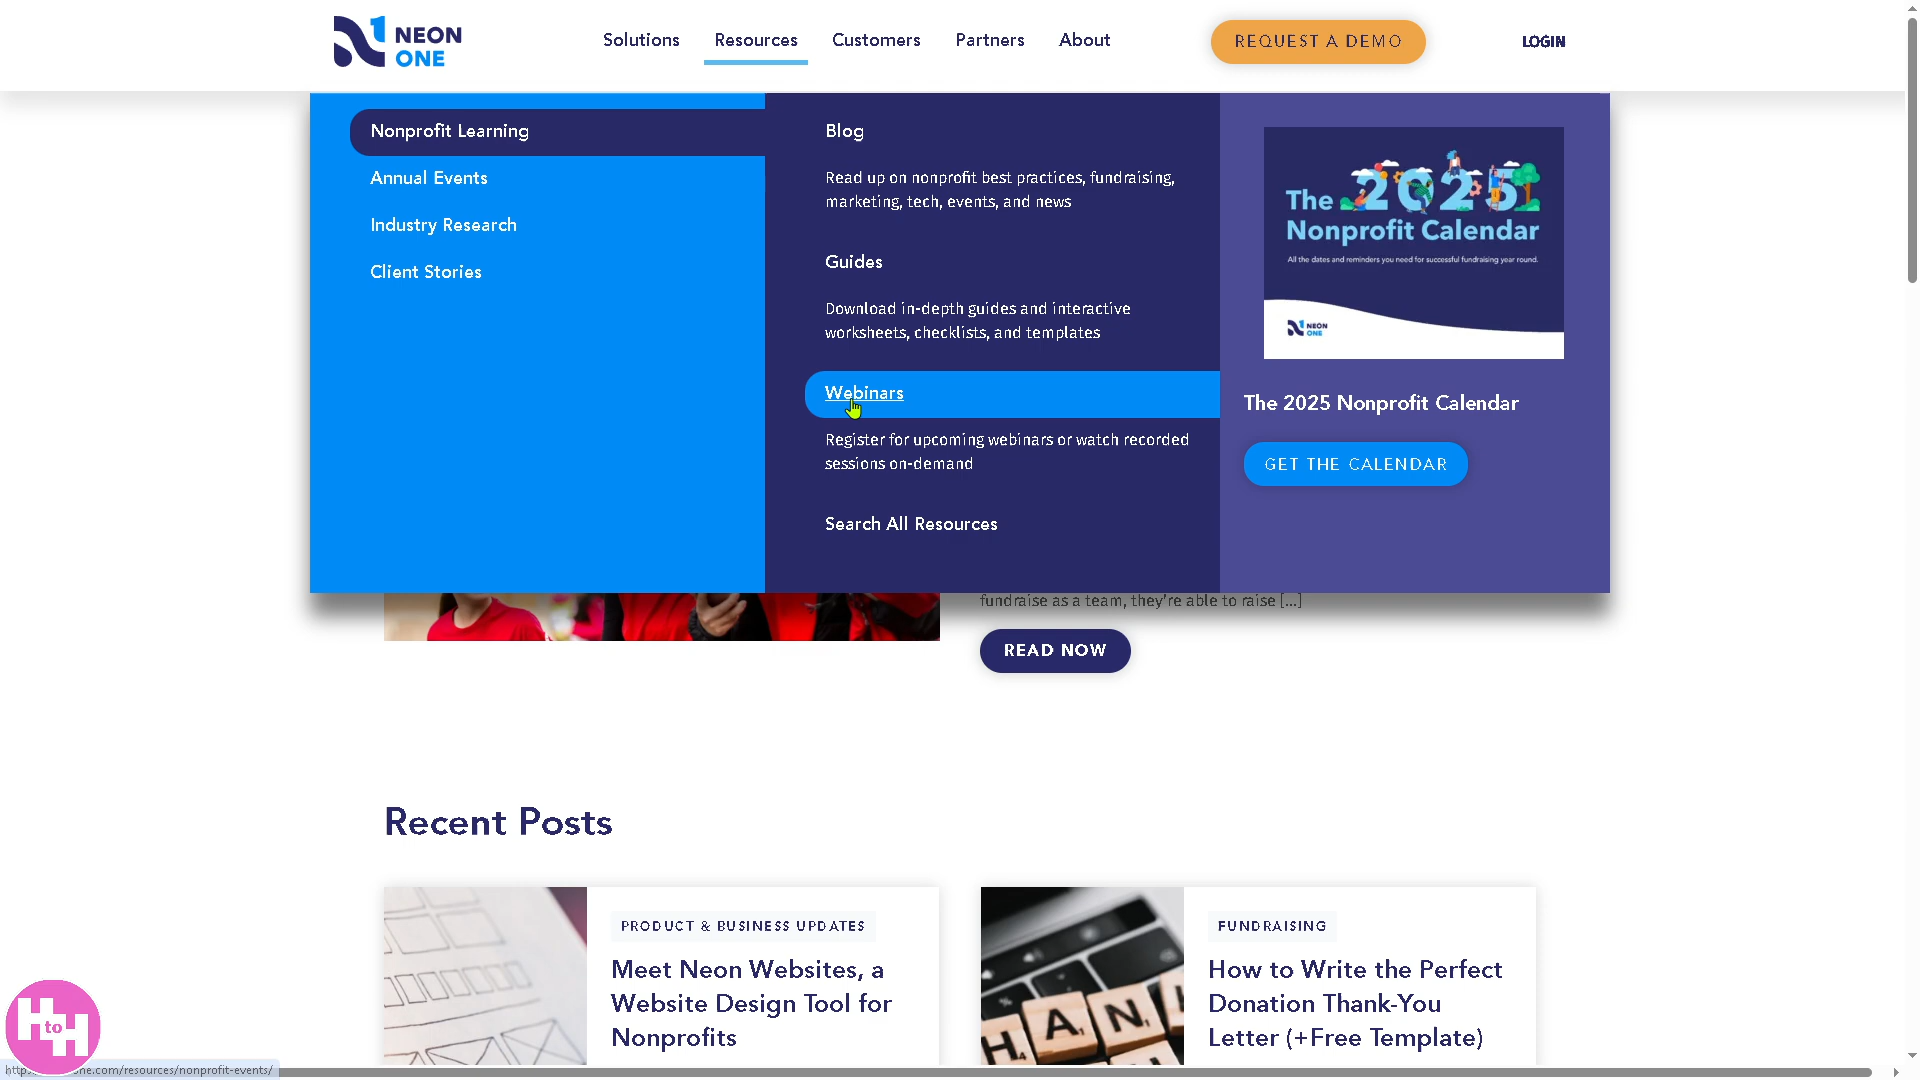 NEON
ONE
Solutions
Resources
Customers
Partners
About
REQUEST A DEMO
LOGIN
Nonprofit Learning
Annual Events
Industry Research
Client Stories
Blog
Read up on nonprofit best practices, fundraising,
marketing, tech, events, and news
Guides
Download in-depth guides and interactive
worksheets, checklists, and templates
Webinars
Register for upcoming webinars or watch recorded
sessions on-demand
Search All Resources
The 2025
Nonprofit Calendar
All the dates and reminders you need for successful fundraising year round.
NEON
ONE
The 2025 Nonprofit Calendar
GET THE CALENDAR
fundraise as a team, they're able to raise [...]
READ NOW
Recent Posts
PRODUCT & BUSINESS UPDATES
Meet Neon Websites, a
Website Design Tool for
Nonprofits
HAN
FUNDRAISING
How to Write the Perfect
Donation Thank-You
Letter (+Free Template)
H to H
one.com/resources/nonprofit-events/